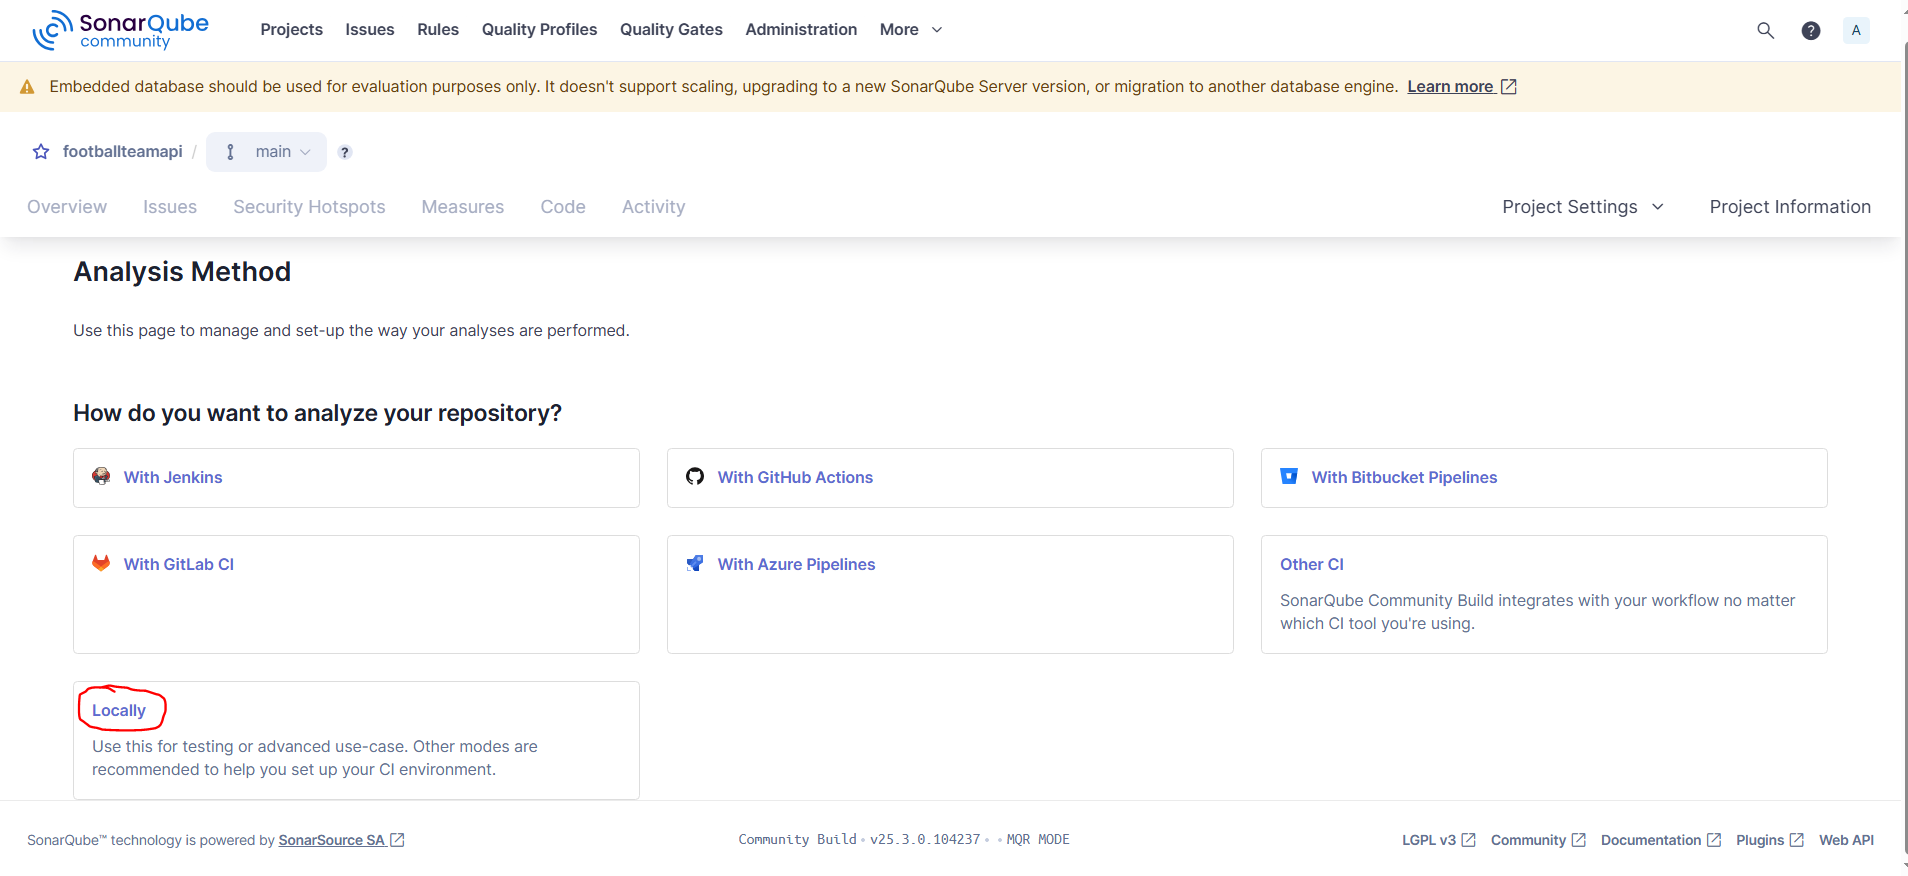 SonarQube
community
Projects Issues Rules Quality Profiles Quality Gates Administration More
A
Embedded database should be used for evaluation purposes only. It doesn't support scaling, upgrading to a new SonarQube Server version, or migration to another database engine. Learn more
footballteamapi / main ?
Overview Issues Security Hotspots Measures Code Activity Project Settings Project Information
Analysis Method
Use this page to manage and set-up the way your analyses are performed.
How do you want to analyze your repository?
With Jenkins
With GitHub Actions
With Bitbucket Pipelines
With GitLab CI
With Azure Pipelines
Other CI
SonarQube Community Build integrates with your workflow no matter
which CI tool you're using.
Locally
Use this for testing or advanced use-case. Other modes are
recommended to help you set up your CI environment.
SonarQube™ technology is powered by SonarSource SA
Community Build • v25.3.0.104237 • • MQR MODE
LGPL v3 Community Documentation Plugins Web API